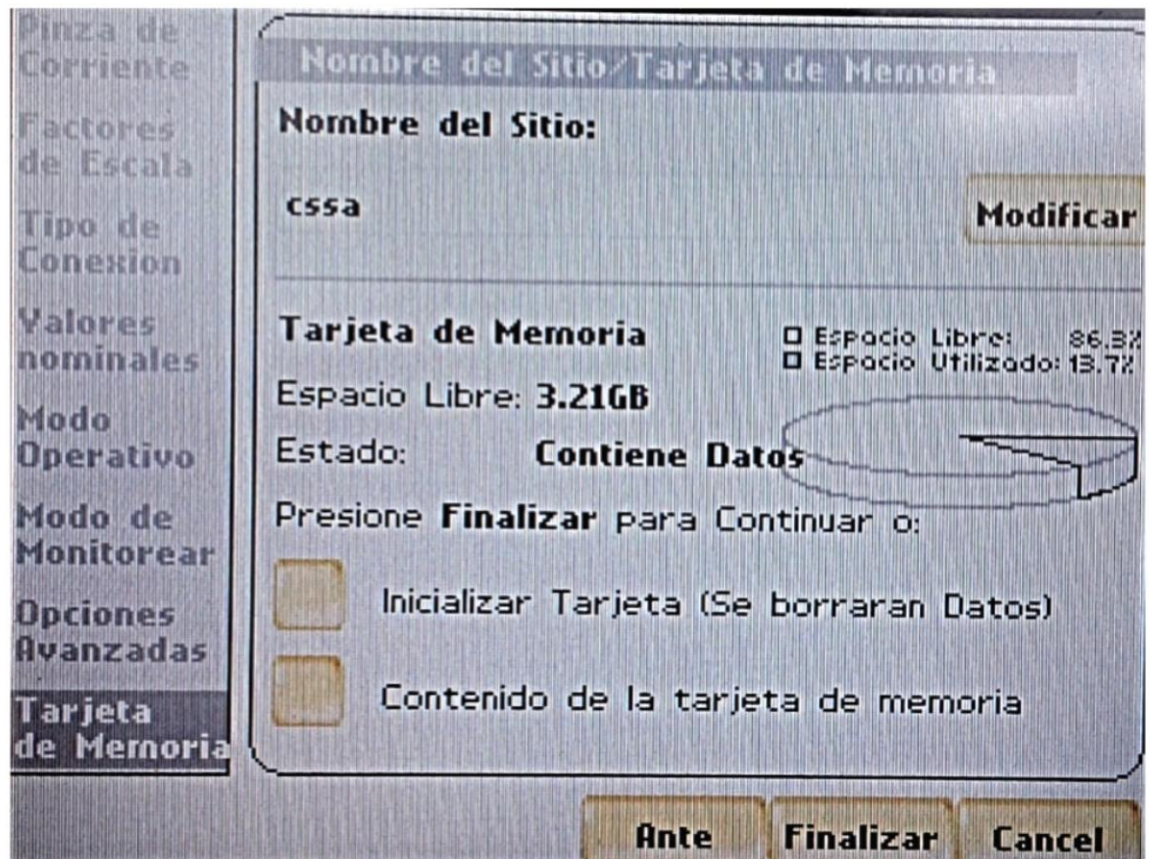 Pinza de
Corriente
Factores
de Escala
Tipo de
Conexion
Valores
nominales
Modo
Operativo
Modo de
Monitorear
Opciones
Avanzadas
Tarjeta
de Memoria
Nombre del Sitio/Tarjeta de Memoria
Nombre del Sitio:
cssa
Modificar
Tarjeta de Memoria
Espacio Libre: 86.3%
Espacio Utilizado: 13.7%
Espacio Libre: 3.21GB
Estado: Contiene Datos
Presione Finalizar para Continuar o:
Inicializar Tarjeta (Se borraran Datos)
Contenido de la tarjeta de memoria
Ante
Finalizar
Cancel